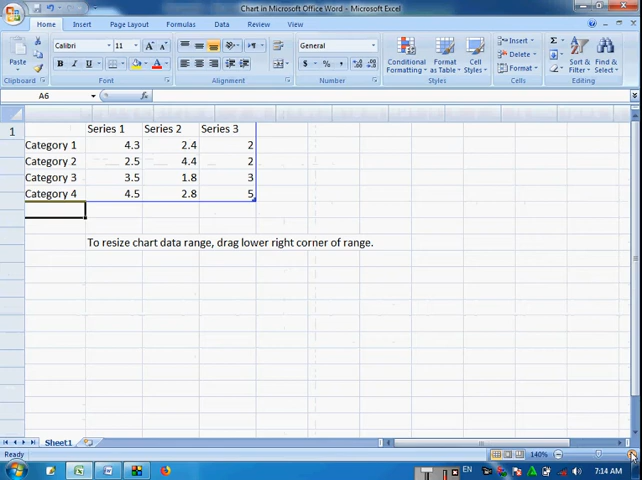 Chart in Microsoft Office Word - Microsoft Excel
Home Insert Page Layout Formulas Data Review View
Paste
Clipboard
Calibri 11 A A
B I U A
Font
Alignment
General
$ % ,
Number
Conditional Formatting
Format as Table
Cell Styles
Styles
Insert
Delete
Format
Cells
Σ
Sort & Filter
Find & Select
Editing
A6 fx
1
Series 1 Series 2 Series 3
Category 1 4.3 2.4 2
Category 2 2.5 4.4 2
Category 3 3.5 1.8 3
Category 4 4.5 2.8 5
To resize chart data range, drag lower right corner of range.
Sheet1
Ready 140%
EN 7:14 AM